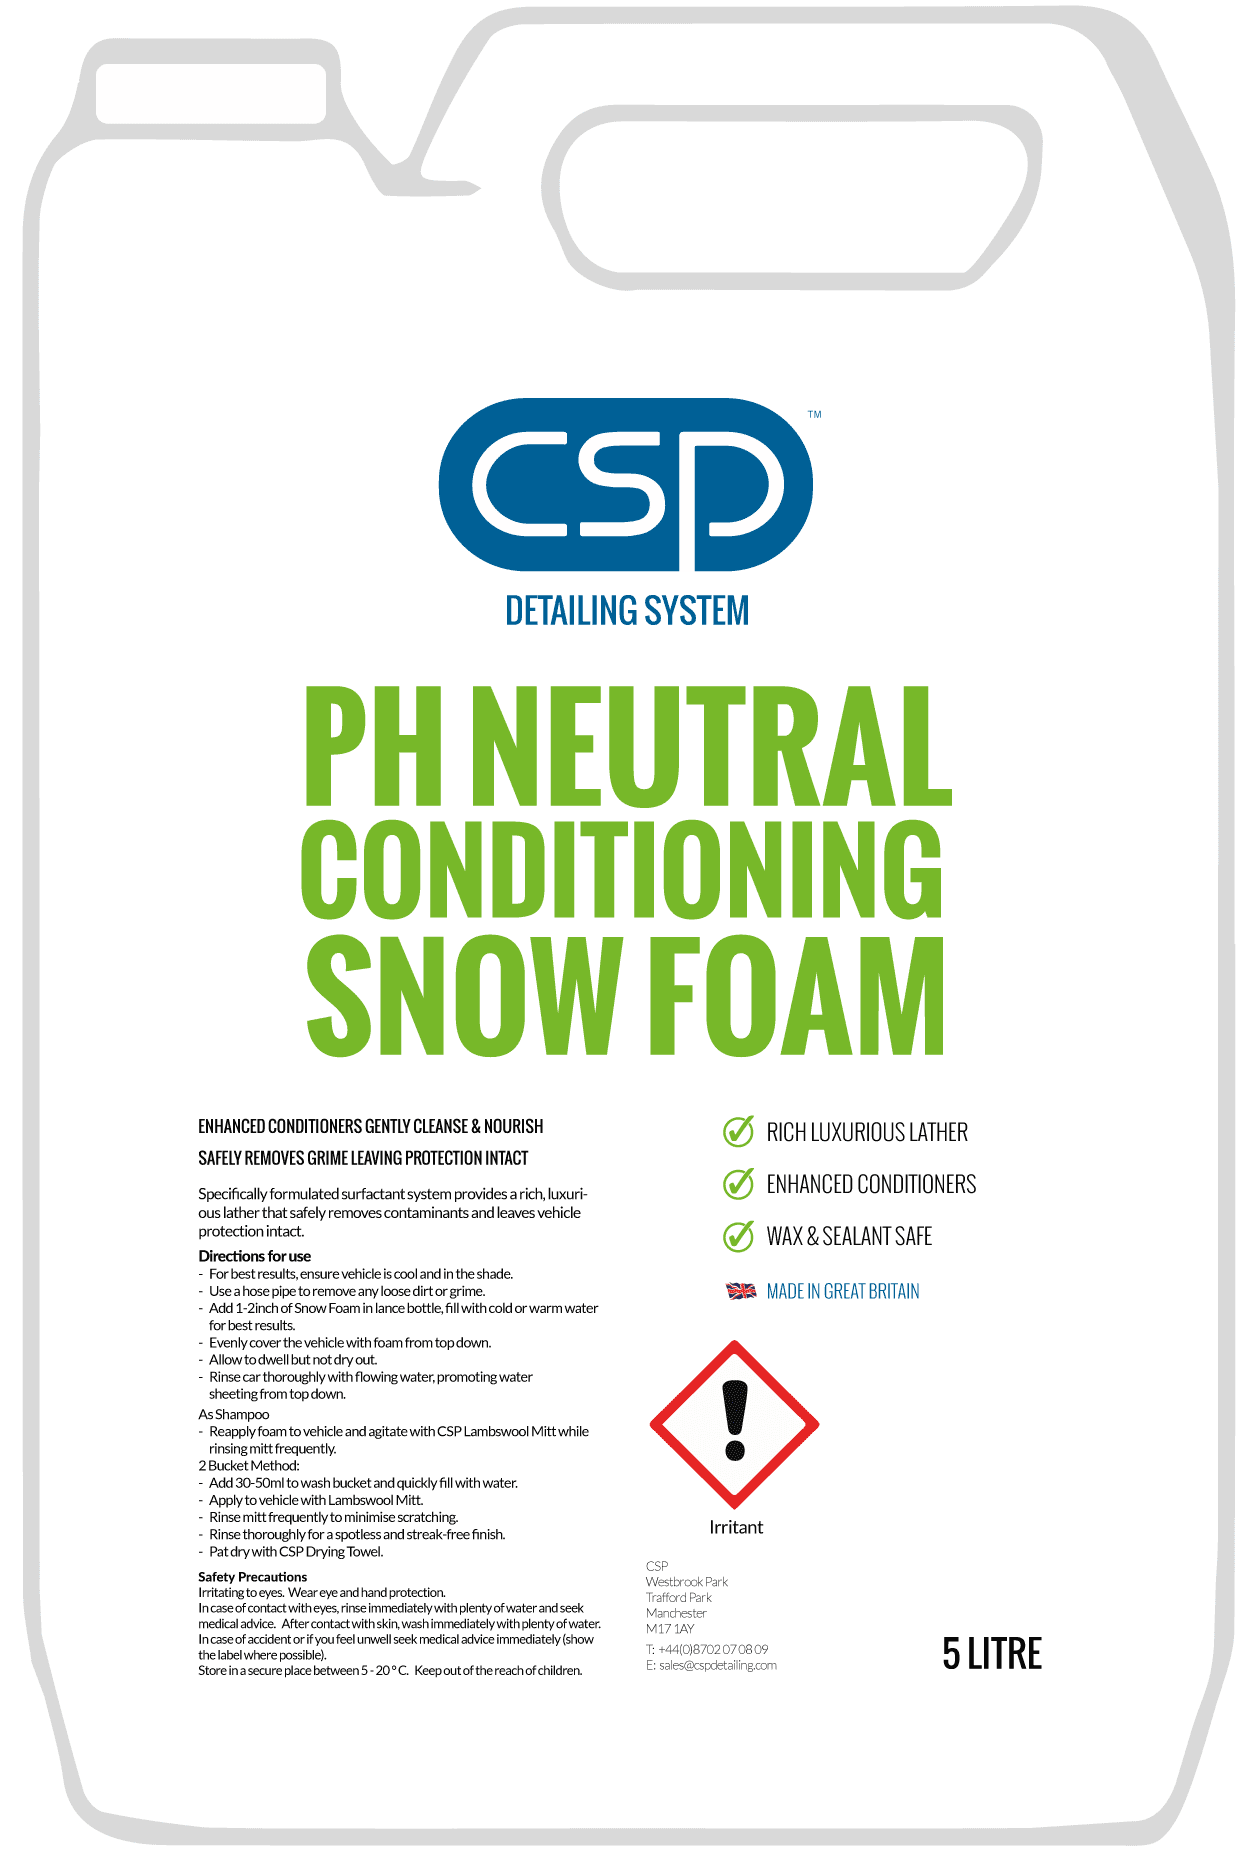 CSP
TM
DETAILING SYSTEM
PH NEUTRAL
CONDITIONING
SNOW FOAM
ENHANCED CONDITIONERS GENTLY CLEANSE & NOURISH
SAFELY REMOVES GRIME LEAVING PROTECTION INTACT
Specifically formulated surfactant system provides a rich, luxuri-
ous lather that safely removes contaminants and leaves vehicle
protection intact.
Directions for use
- For best results, ensure vehicle is cool and in the shade.
- Use a hose pipe to remove any loose dirt or grime.
- Add 1-2inch of Snow Foam in lance bottle, fill with cold or warm water
for best results.
- Evenly cover the vehicle with foam from top down.
- Allow to dwell but not dry out.
- Rinse car thoroughly with flowing water, promoting water
sheeting from top down.
As Shampoo
- Reapply foam to vehicle and agitate with CSP Lambswool Mitt while
rinsing mitt frequently.
2 Bucket Method:
- Add 30-50ml to wash bucket and quickly fill with water.
- Apply to vehicle with Lambswool Mitt.
- Rinse mitt frequently to minimise scratching.
- Rinse thoroughly for a spotless and streak-free finish.
- Pat dry with CSP Drying Towel.
Safety Precautions
Irritating to eyes. Wear eye and hand protection.
In case of contact with eyes, rinse immediately with plenty of water and seek
medical advice. After contact with skin, wash immediately with plenty of water.
In case of accident or if you feel unwell seek medical advice immediately (show
the label where possible).
Store in a secure place between 5 - 20 ° C. Keep out of the reach of children.
RICH LUXURIOUS LATHER
ENHANCED CONDITIONERS
WAX & SEALANT SAFE
MADE IN GREAT BRITAIN
!
Irritant
CSP
Westbrook Park
Trafford Park
Manchester
M17 1AY
T: +44(0)8702 07 08 09
E: sales@cspdetailing.com
5 LITRE